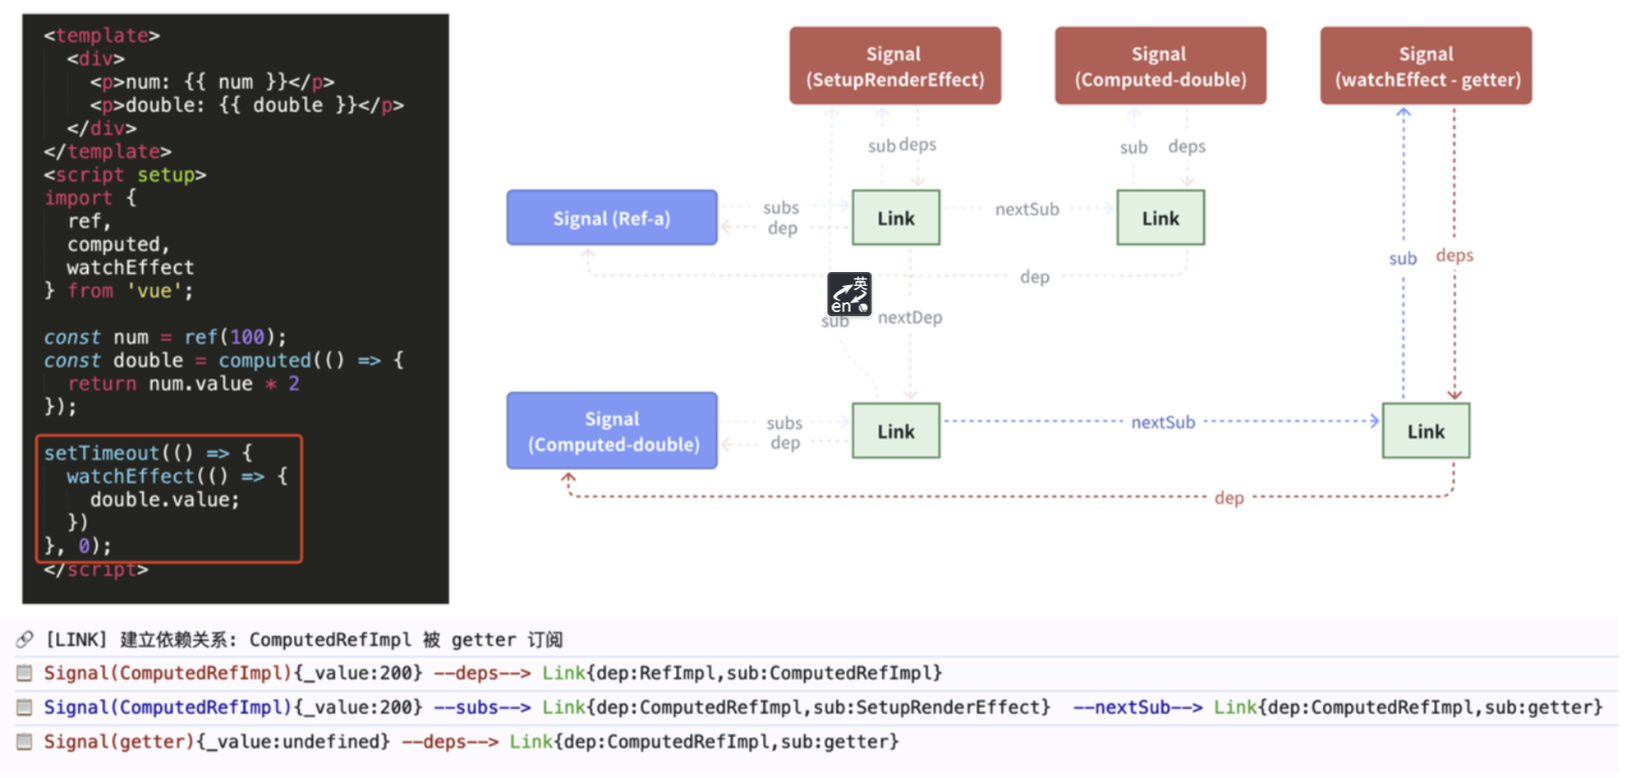 <template>
<div>
<p>num: {{ num }}</p>
<p>double: {{ double }}</p>
</div>
</template>
<script setup>
import {
ref,
computed,
watchEffect
} from 'vue';
const num = ref(100);
const double = computed(() => {
return num.value * 2
});
setTimeout(() => {
watchEffect(() => {
double.value;
})
}, 0);
</script>
Signal
(SetupRenderEffect)
Signal
(Computed-double)
Signal
(watchEffect - getter)
sub deps
sub deps
Signal (Ref-a)
subs
dep
Link
nextSub
Link
dep
sub
deps
英
en
sub
nextDep
Signal
(Computed-double)
subs
dep
Link
nextSub
Link
dep
[LINK] 建立依赖关系: ComputedRefImpl 被 getter 订阅
Signal(ComputedRefImpl){_value:200} --deps--> Link{dep:RefImpl,sub:ComputedRefImpl}
Signal(ComputedRefImpl){_value:200} --subs--> Link{dep:ComputedRefImpl,sub:SetupRenderEffect} --nextSub--> Link{dep:ComputedRefImpl,sub:getter}
Signal(getter){_value:undefined} --deps--> Link{dep:ComputedRefImpl,sub:getter}